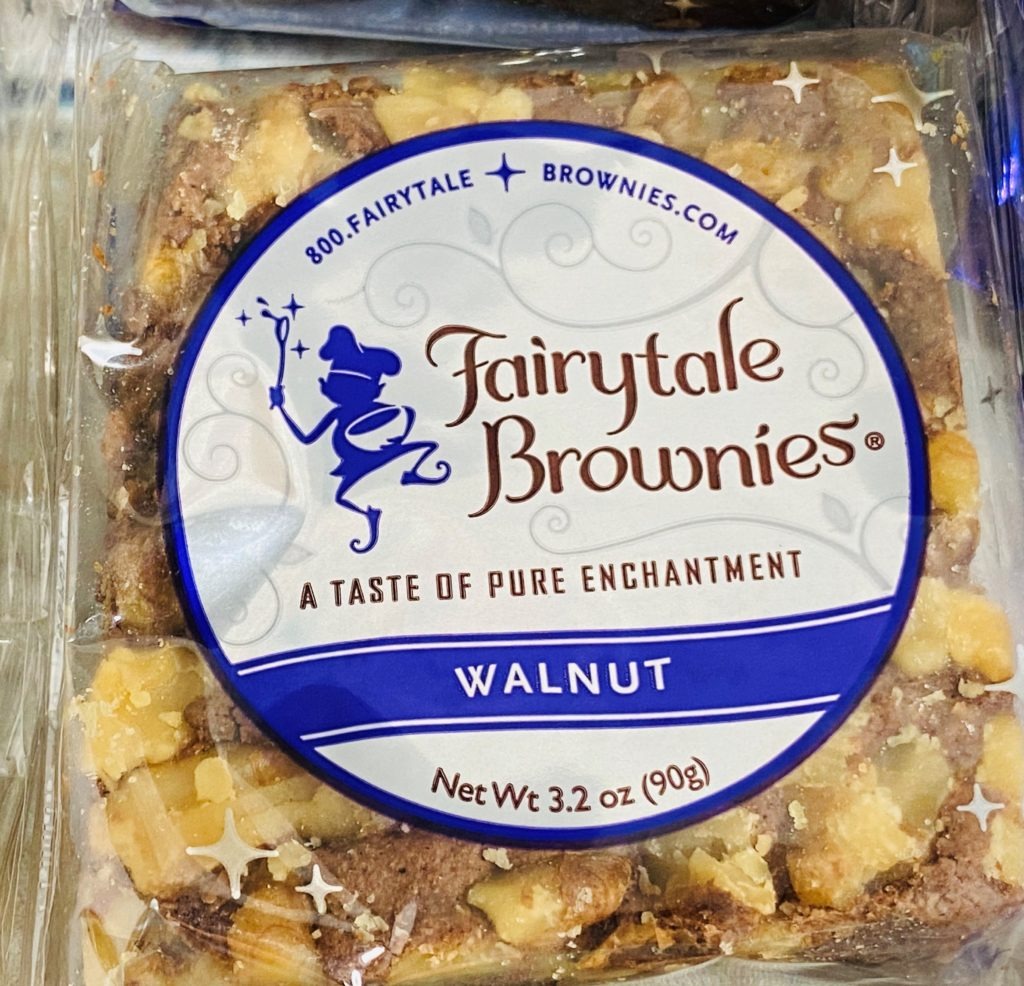 800.FAIRYTALE BROWNIES.COM
Fairytale
Brownies®
A TASTE OF PURE ENCHANTMENT
WALNUT
Net Wt 3.2 oz (90g)